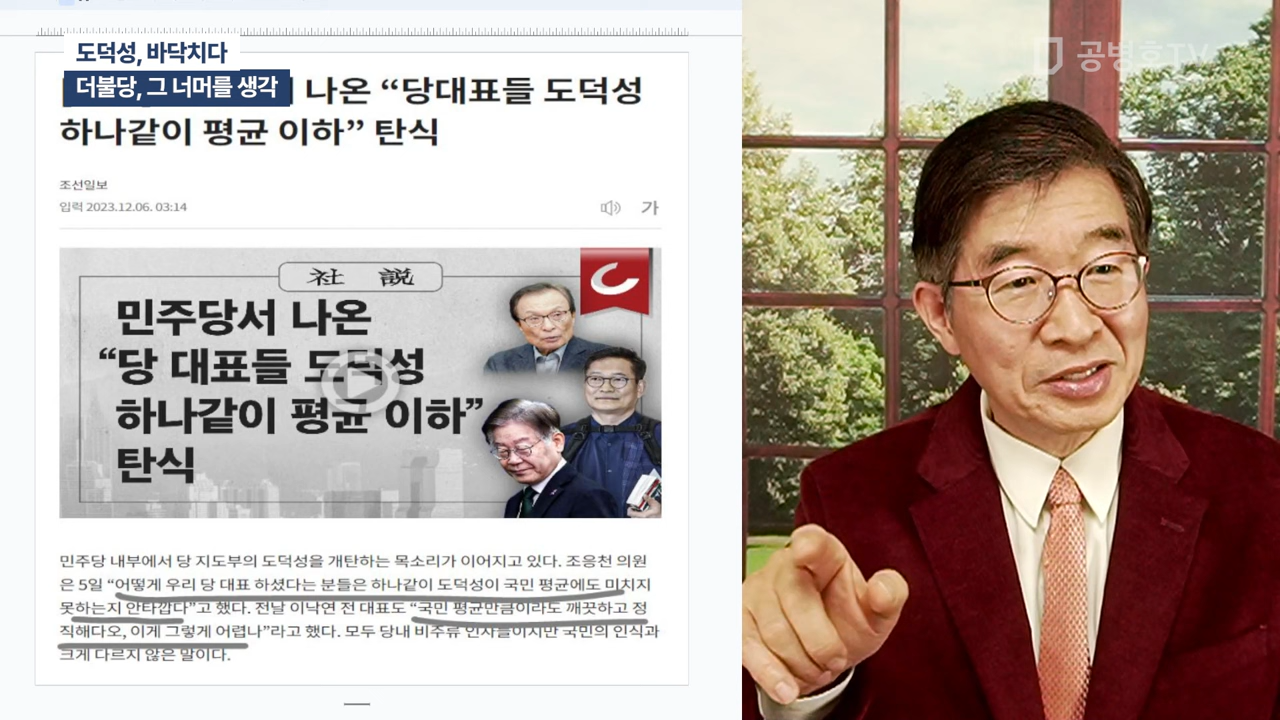 도덕성, 바닥치다
더불당, 그 너머를 생각
나온 “당대표들 도덕성
하나같이 평균 이하” 탄식
조선일보
입력 2023.12.06. 03:14
가
社 説
민주당서 나온
“당 대표들 도덕성
하나같이 평균 이하”
탄식
민주당 내부에서 당 지도부의 도덕성을 개탄하는 목소리가 이어지고 있다. 조응천 의원
은 5일 “어떻게 우리 당 대표 하셨다는 분들은 하나같이 도덕성이 국민 평균에도 미치지
못하는지 안타깝다”고 했다. 전날 이낙연 전 대표도 “국민 평균만큼이라도 깨끗하고 정
직해다오, 이게 그렇게 어렵나”라고 했다. 모두 당내 비주류 인사들이지만 국민의 인식과
크게 다르지 않은 말이다.
공병호TV